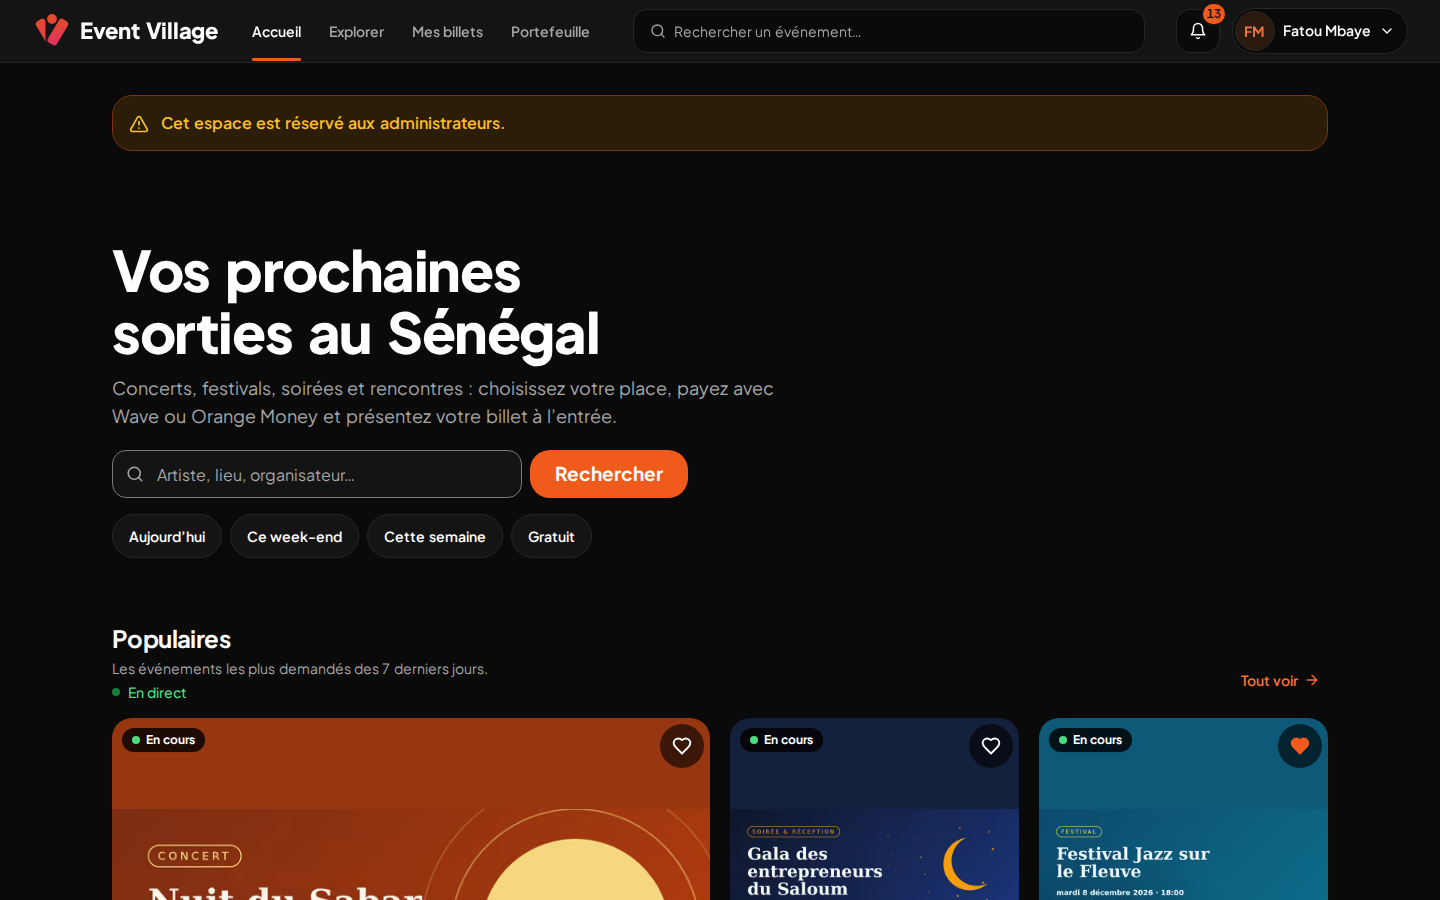 Event Village
Accueil
Explorer
Mes billets
Portefeuille
Rechercher un événement…
13
FM
Fatou Mbaye
Cet espace est réservé aux administrateurs.
Vos prochaines
sorties au Sénégal
Concerts, festivals, soirées et rencontres : choisissez votre place, payez avec
Wave ou Orange Money et présentez votre billet à l’entrée.
Artiste, lieu, organisateur…
Rechercher
Aujourd’hui
Ce week-end
Cette semaine
Gratuit
Populaires
Les événements les plus demandés des 7 derniers jours.
En direct
Tout voir
En cours
CONCERT
Nuit du Sabar
En cours
SOIRÉE & RÉCEPTION
Gala des
entrepreneurs
du Saloum
En cours
FESTIVAL
Festival Jazz sur
le Fleuve
mardi 8 décembre 2026 · 18:00